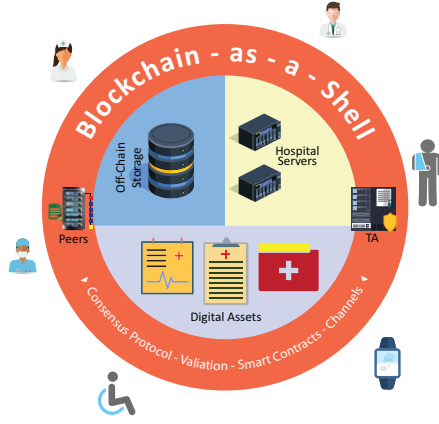 Blockchain - as - a - Shell
Off-Chain
Storage
Hospital
Servers
Peers
TA
Digital Assets
Consensus Protocol - Valiation - Smart Contracts - Channels